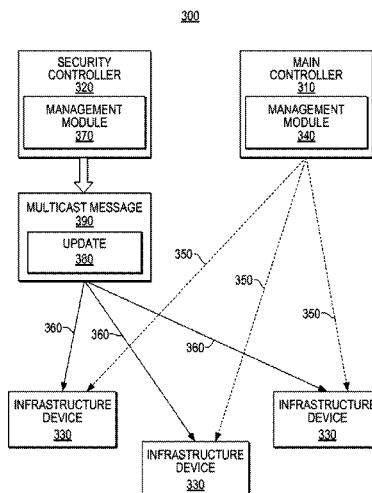 300
SECURITY
CONTROLLER
320
MANAGEMENT
MODULE
370
MAIN
CONTROLLER
310
MANAGEMENT
MODULE
340
MULTICAST MESSAGE
390
UPDATE
380
350
350
350
360
360
360
INFRASTRUCTURE
DEVICE
330
INFRASTRUCTURE
DEVICE
330
INFRASTRUCTURE
DEVICE
330